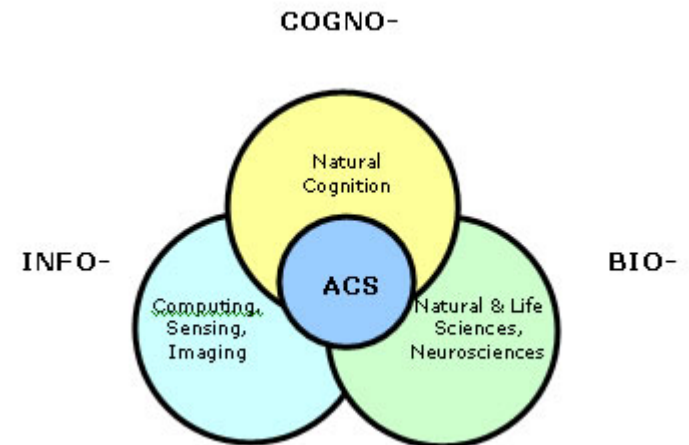 COGNO-
Natural
Cognition
INFO-
BIO-
ACS
Computing,
Sensing,
Imaging
Natural & Life
Sciences,
Neurosciences